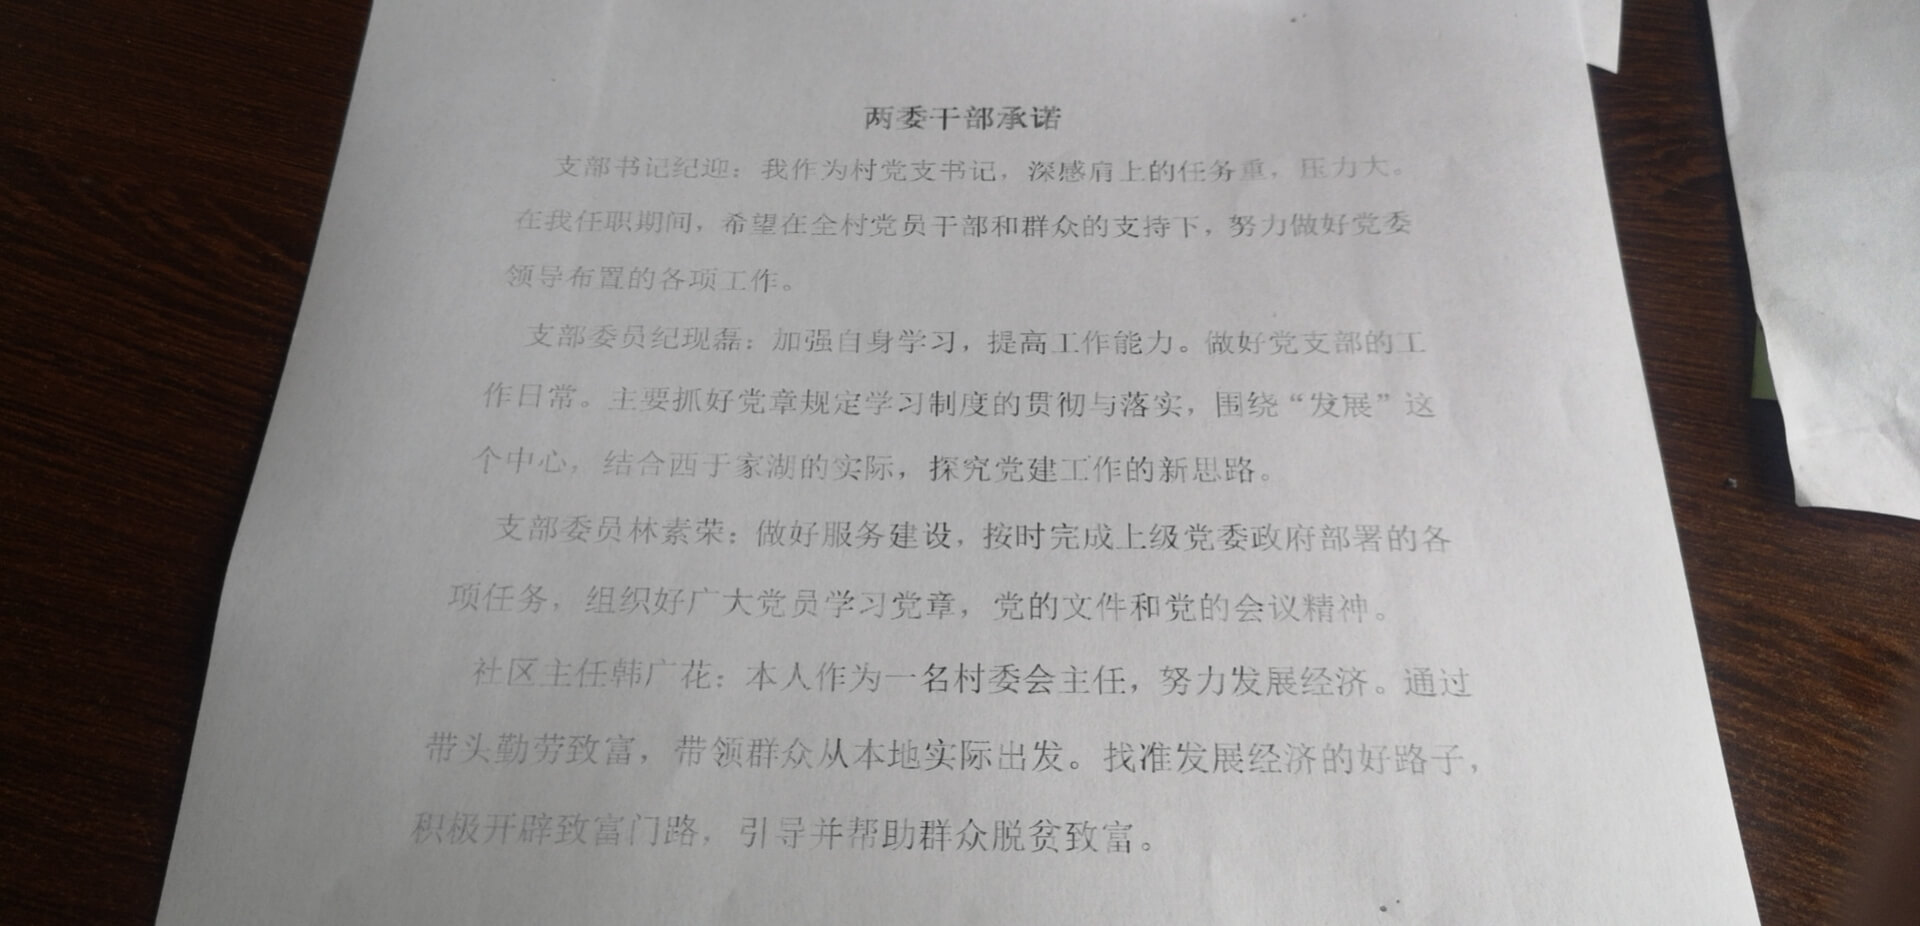 两委干部承诺
支部书记纪迎：我作为村党支书记，深感肩上的任务重，压力大。
在我任职期间，希望在全村党员干部和群众的支持下，努力做好党委
领导布置的各项工作。
支部委员纪现磊：加强自身学习，提高工作能力。做好党支部的工
作日常。主要抓好党章规定学习制度的贯彻与落实，围绕“发展”这
个中心，结合西于家湖的实际，探究党建工作的新思路。
支部委员林素荣：做好服务建设，按时完成上级党委政府部署的各
项任务，组织好广大党员学习党章，党的文件和党的会议精神。
社区主任韩广花：本人作为一名村委会主任，努力发展经济。通过
带头勤劳致富，带领群众从本地实际出发。找准发展经济的好路子，
积极开辟致富门路，引导并帮助群众脱贫致富。